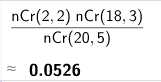 nCr(2,2) nCr(18,3)
nCr(20,5)
≈ 0.0526